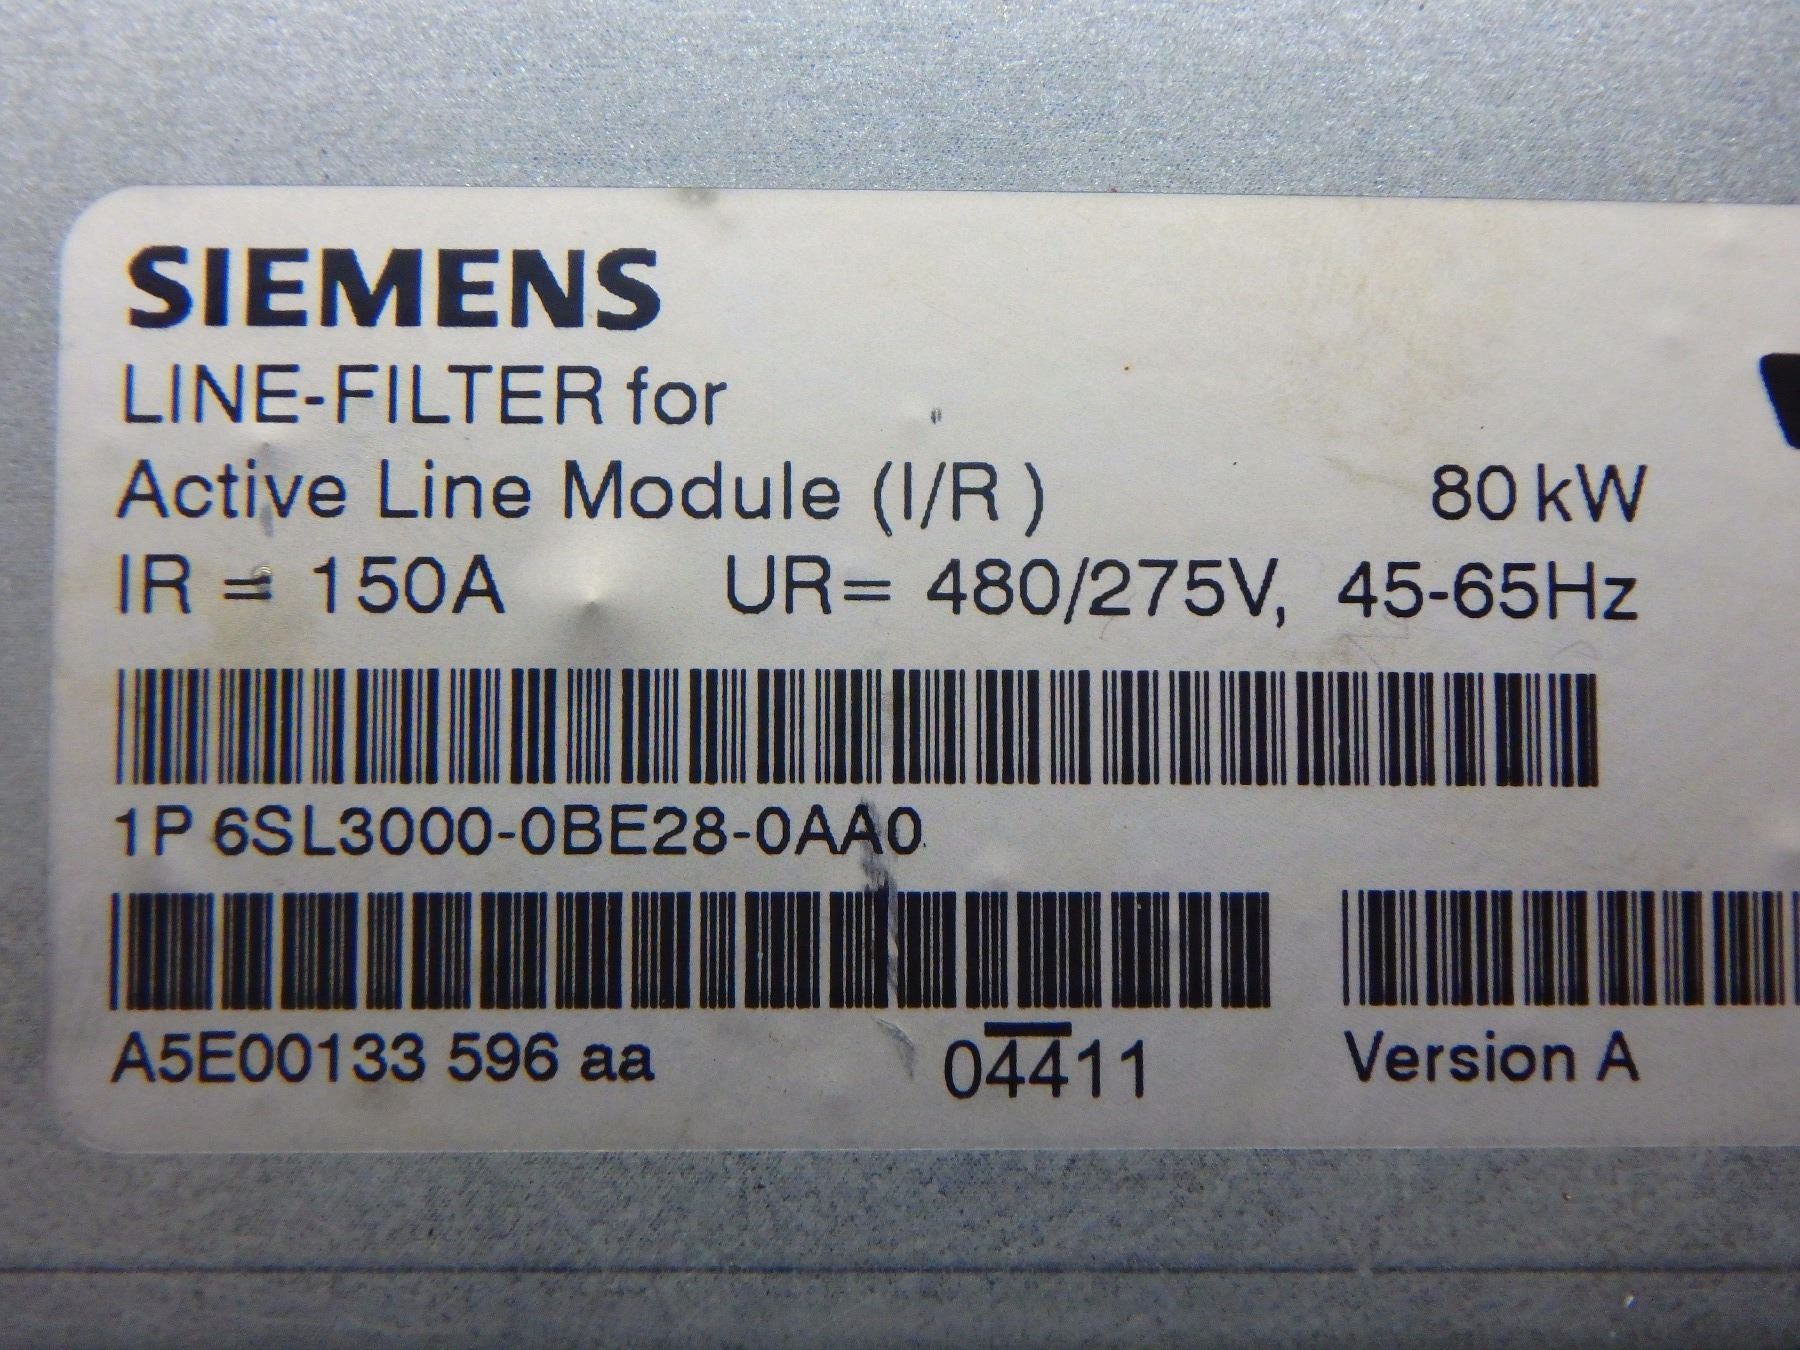 SIEMENS
LINE-FILTER for
Active Line Module (I/R ) 80 kW
IR = 150A UR= 480/275V, 45-65Hz
1P 6SL3000-0BE28-0AA0
A5E00133 596 aa 04411 Version A